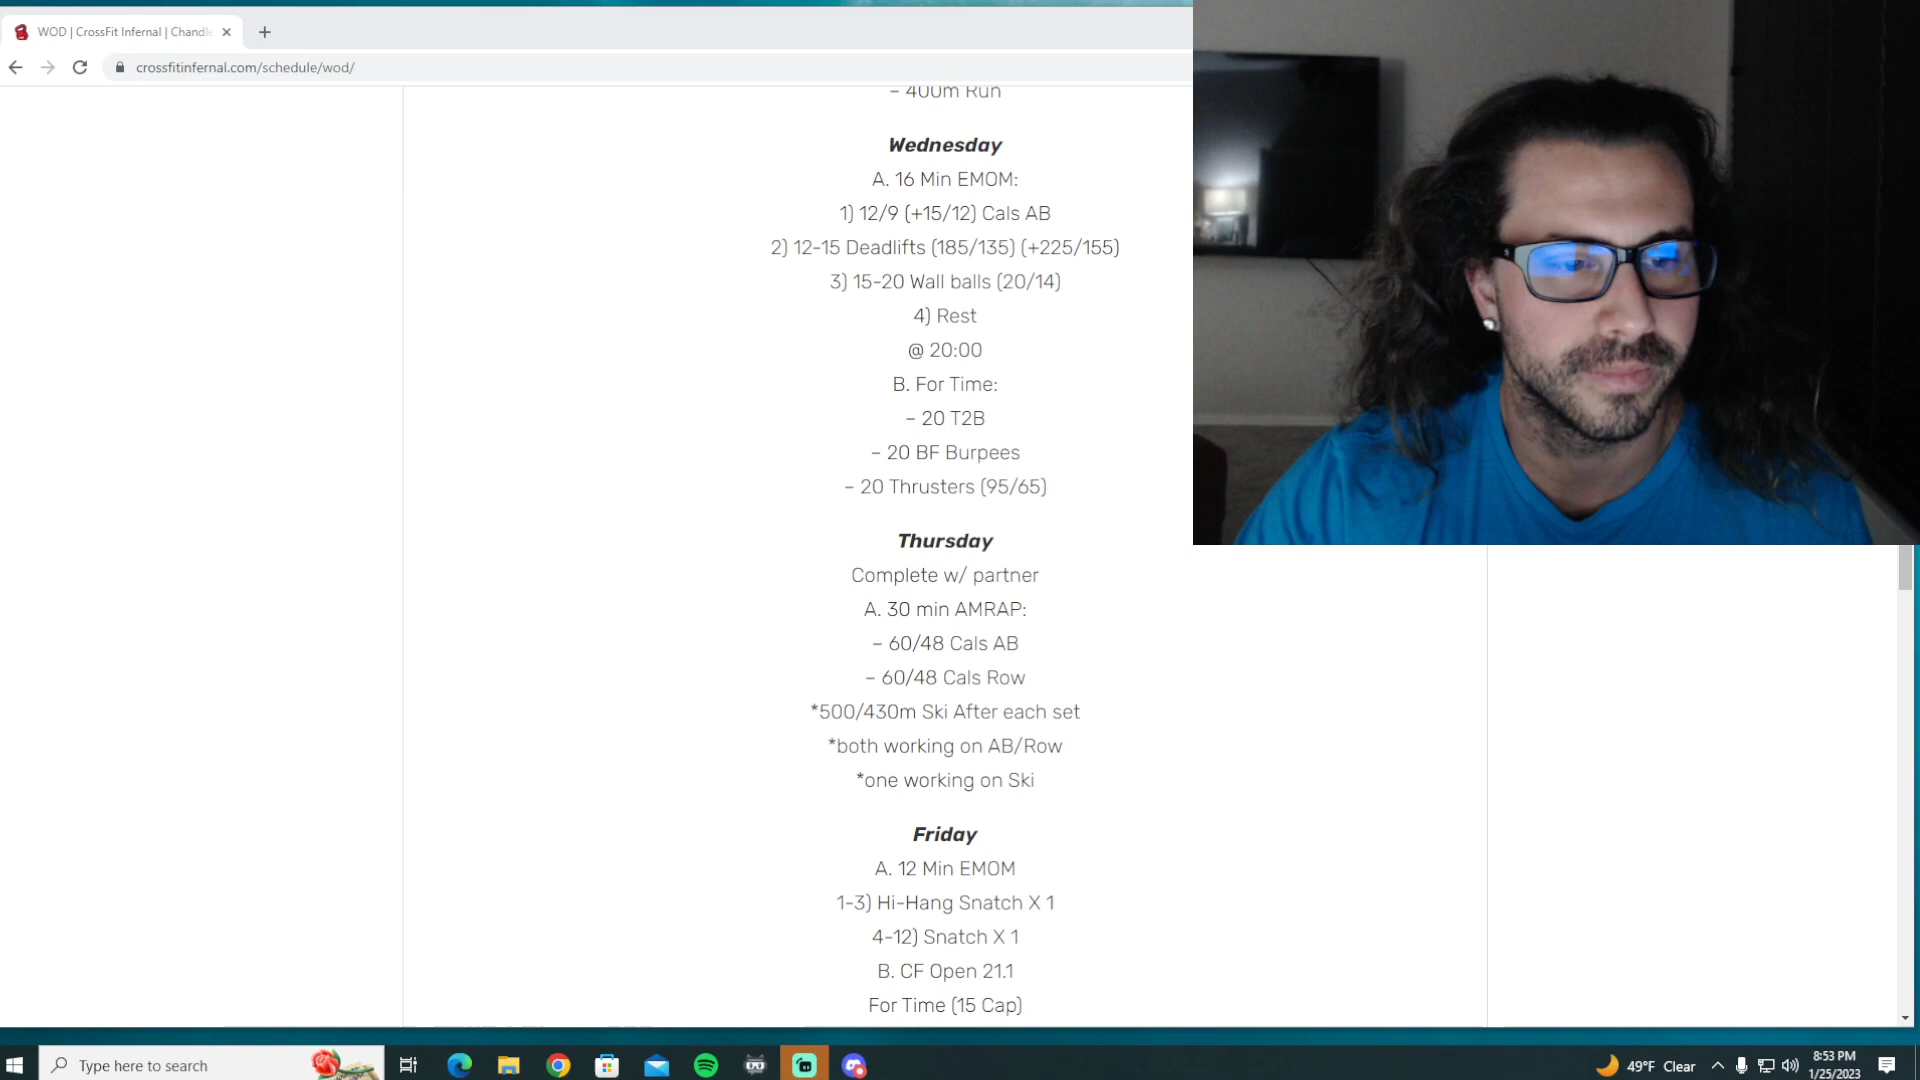 WOD | CrossFit Infernal | Chandle
crossfitinfernal.com/schedule/wod/
– 400m Run
Wednesday
A. 16 Min EMOM:
1) 12/9 (+15/12) Cals AB
2) 12-15 Deadlifts (185/135) (+225/155)
3) 15-20 Wall balls (20/14)
4) Rest
@ 20:00
B. For Time:
– 20 T2B
– 20 BF Burpees
– 20 Thrusters (95/65)
Thursday
Complete w/ partner
A. 30 min AMRAP:
– 60/48 Cals AB
– 60/48 Cals Row
*500/430m Ski After each set
*both working on AB/Row
*one working on Ski
Friday
A. 12 Min EMOM
1-3) Hi-Hang Snatch X 1
4-12) Snatch X 1
B. CF Open 21.1
For Time (15 Cap)
Type here to search
49°F Clear
8:53 PM
1/25/2023